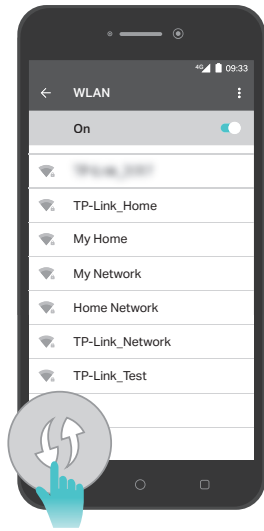 4G 09:33
WLAN
On
TP-Link_Home
My Home
My Network
Home Network
TP-Link_Network
TP-Link_Test